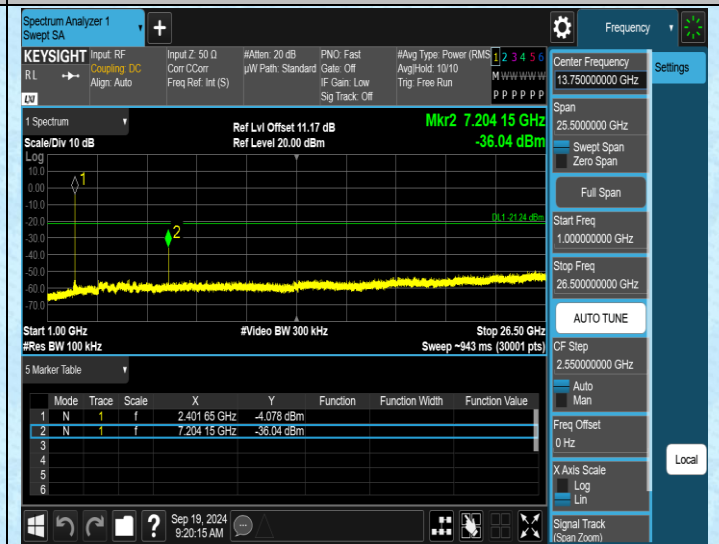 Spectrum Analyzer 1
Swept SA
+
Frequency
KEYSIGHT
Input: RF
Coupling: DC
Align: Auto
Input Z: 50 Ω
Corr CCorr
Freq Ref: Int (S)
#Atten: 20 dB
µW Path: Standard
PNO: Fast
Gate: Off
IF Gain: Low
Sig Track: Off
#Avg Type: Power (RMS
Avg|Hold: 10/10
Trig: Free Run
1 2 3 4 5 6
M W W W W W
P P P P P P
RL
LXI
1 Spectrum
Scale/Div 10 dB
Ref Lvl Offset 11.17 dB
Ref Level 20.00 dBm
Mkr2 7.204 15 GHz
-36.04 dBm
Log
10.0
0.00
-10.0
-20.0
-30.0
-40.0
-50.0
-60.0
-70.0
1
2
DL1 -21.24 dBm
Start 1.00 GHz
#Res BW 100 kHz
#Video BW 300 kHz
Stop 26.50 GHz
Sweep ~943 ms (30001 pts)
5 Marker Table
Mode Trace Scale X Y Function Function Width Function Value
1 N 1 f 2.401 65 GHz -4.078 dBm
2 N 1 f 7.204 15 GHz -36.04 dBm
3
4
5
6
Sep 19, 2024
9:20:15 AM
?
Center Frequency
13.750000000 GHz
Span
25.5000000 GHz
Swept Span
Zero Span
Full Span
Start Freq
1.000000000 GHz
Stop Freq
26.500000000 GHz
AUTO TUNE
CF Step
2.550000000 GHz
Auto
Man
Freq Offset
0 Hz
X Axis Scale
Log
Lin
Signal Track
(Span Zoom)
Settings
Local